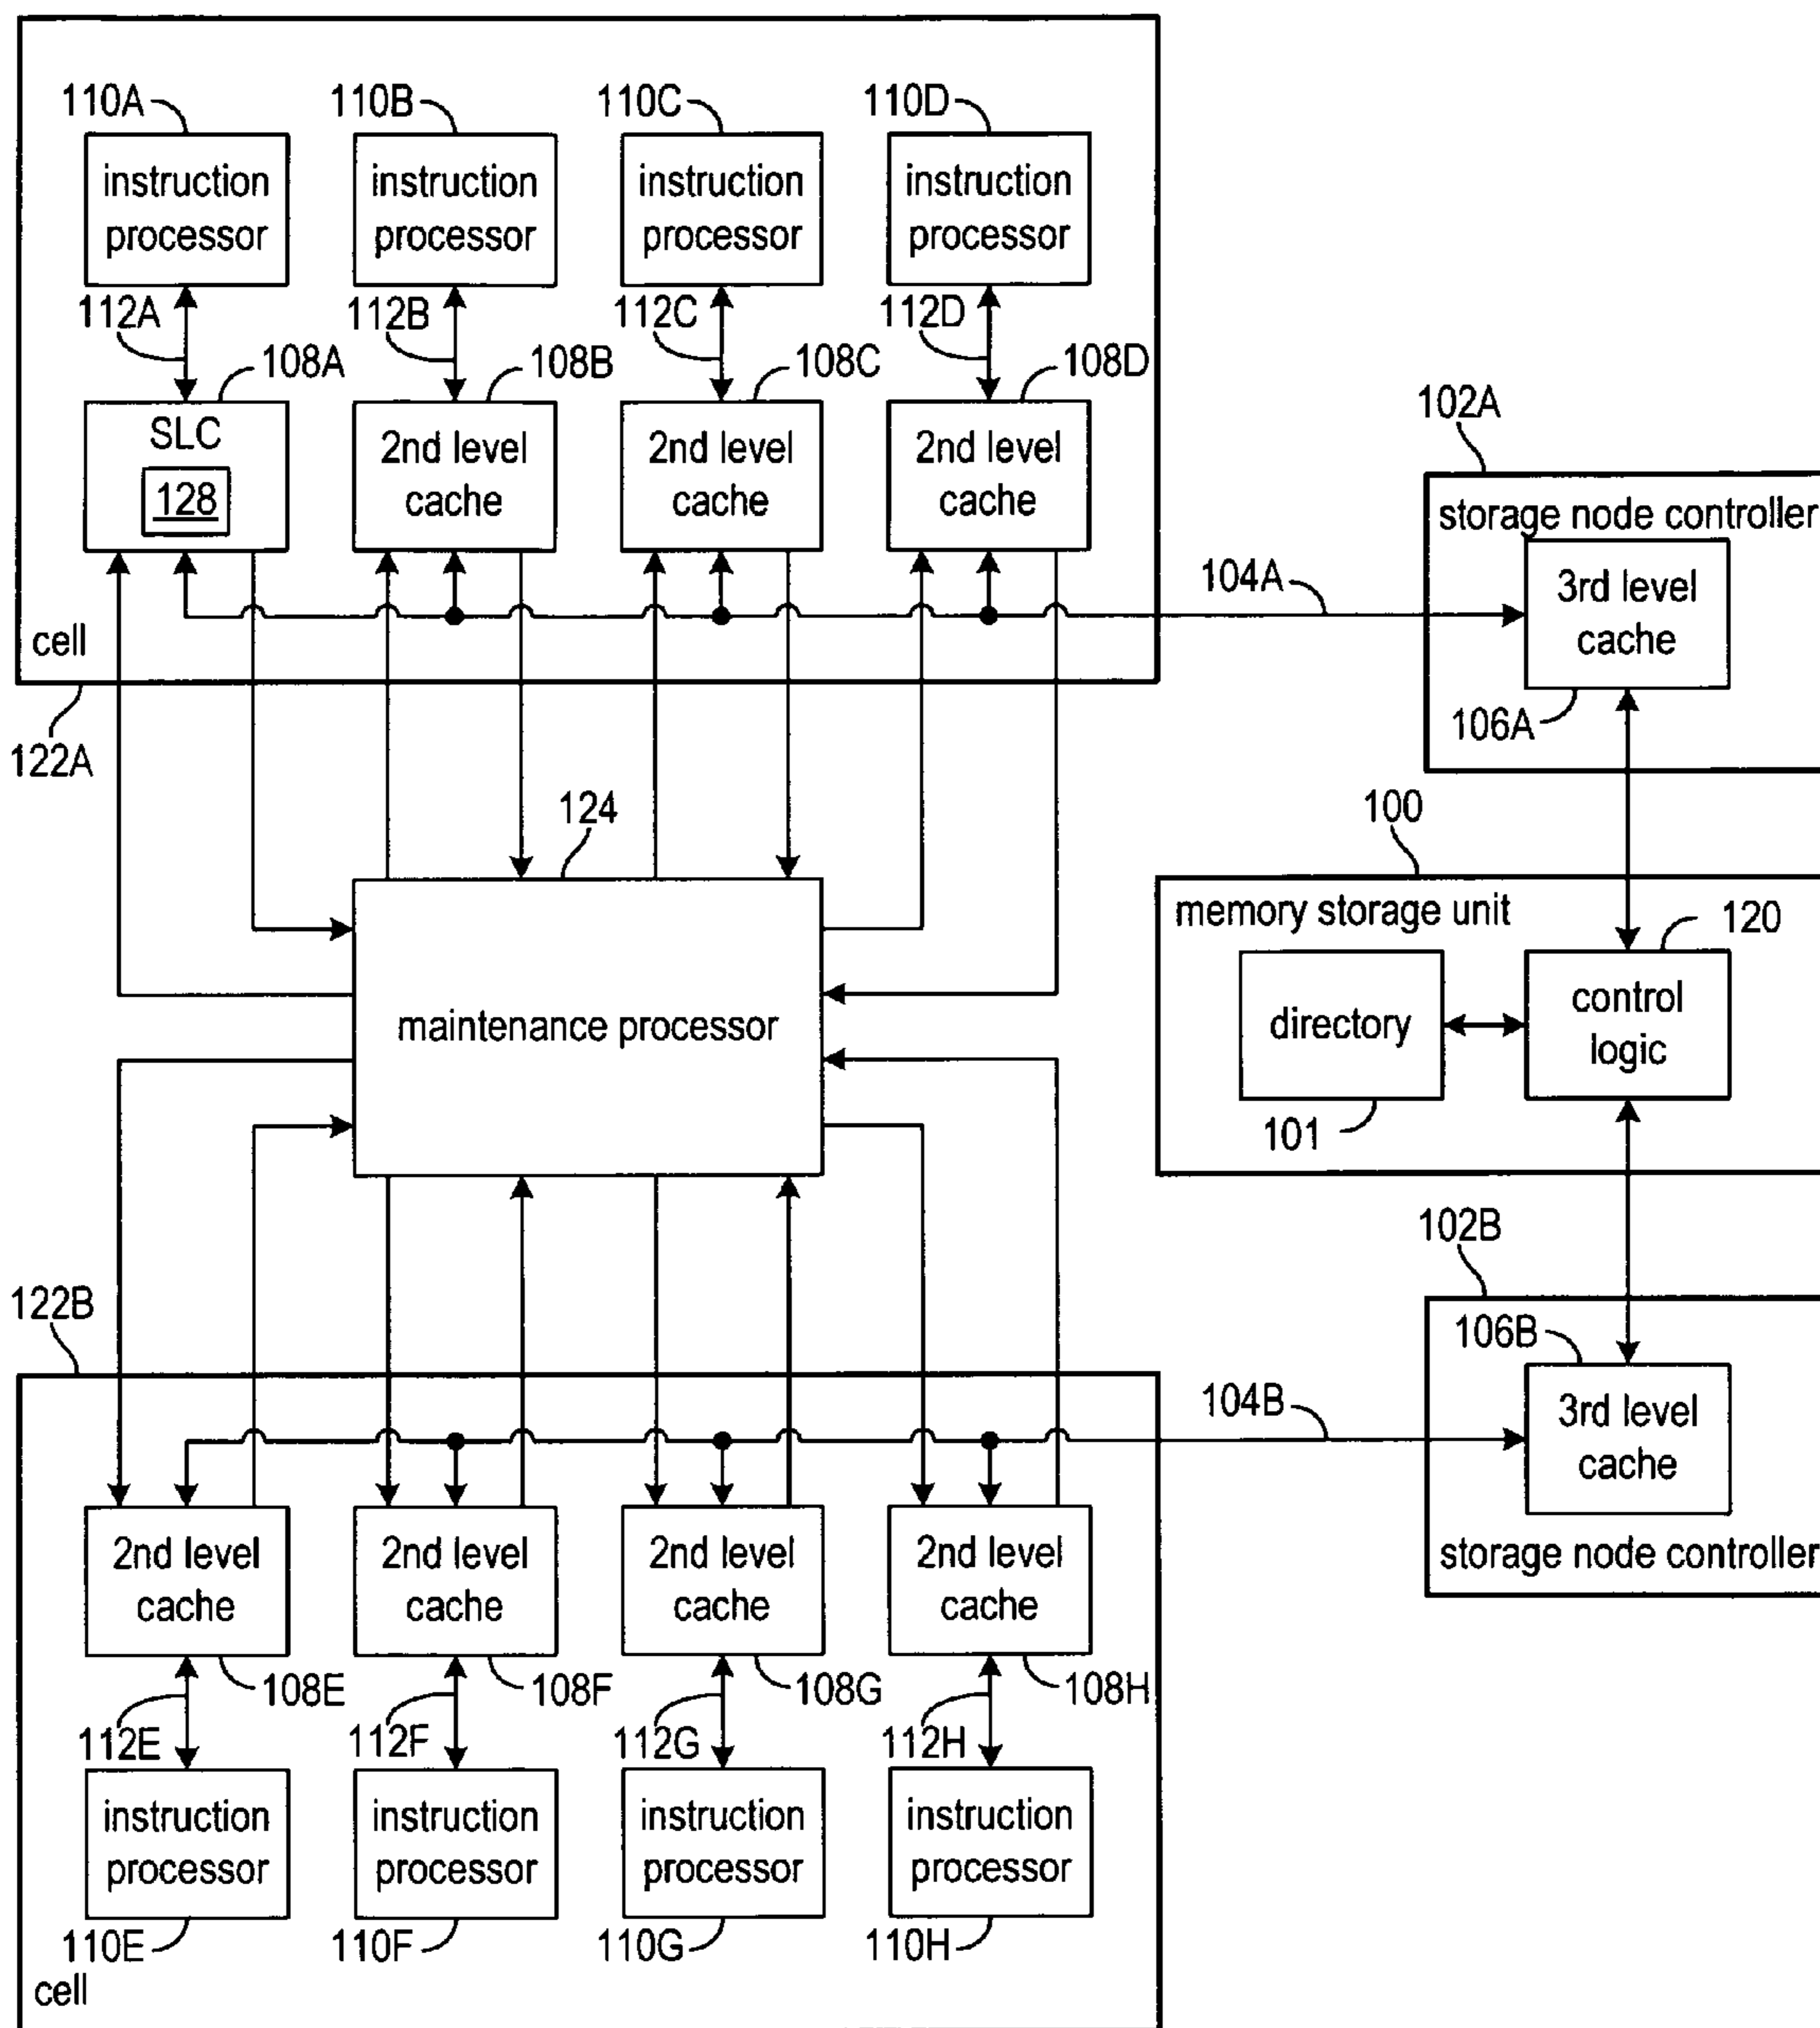 110A
110B
110C
110D
instruction
processor
instruction
processor
instruction
processor
instruction
processor
112A
112B
112C
112D
108A
108B
108C
108D
SLC
128
2nd level
cache
2nd level
cache
2nd level
cache
cell
122A
102A
storage node controller
104A
3rd level
cache
106A
124
maintenance processor
100
memory storage unit
120
directory
control
logic
101
102B
106B
104B
3rd level
cache
storage node controller
122B
2nd level
cache
2nd level
cache
2nd level
cache
2nd level
cache
108E
108F
108G
108H
112E
112F
112G
112H
instruction
processor
instruction
processor
instruction
processor
instruction
processor
110E
110F
110G
110H
cell